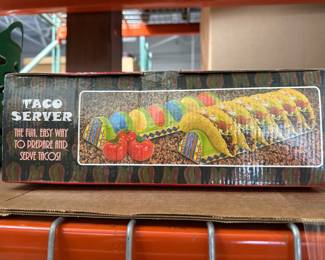 TACO
SERVER
THE FUN, EASY WAY
TO PREPARE AND
SERVE TACOS!